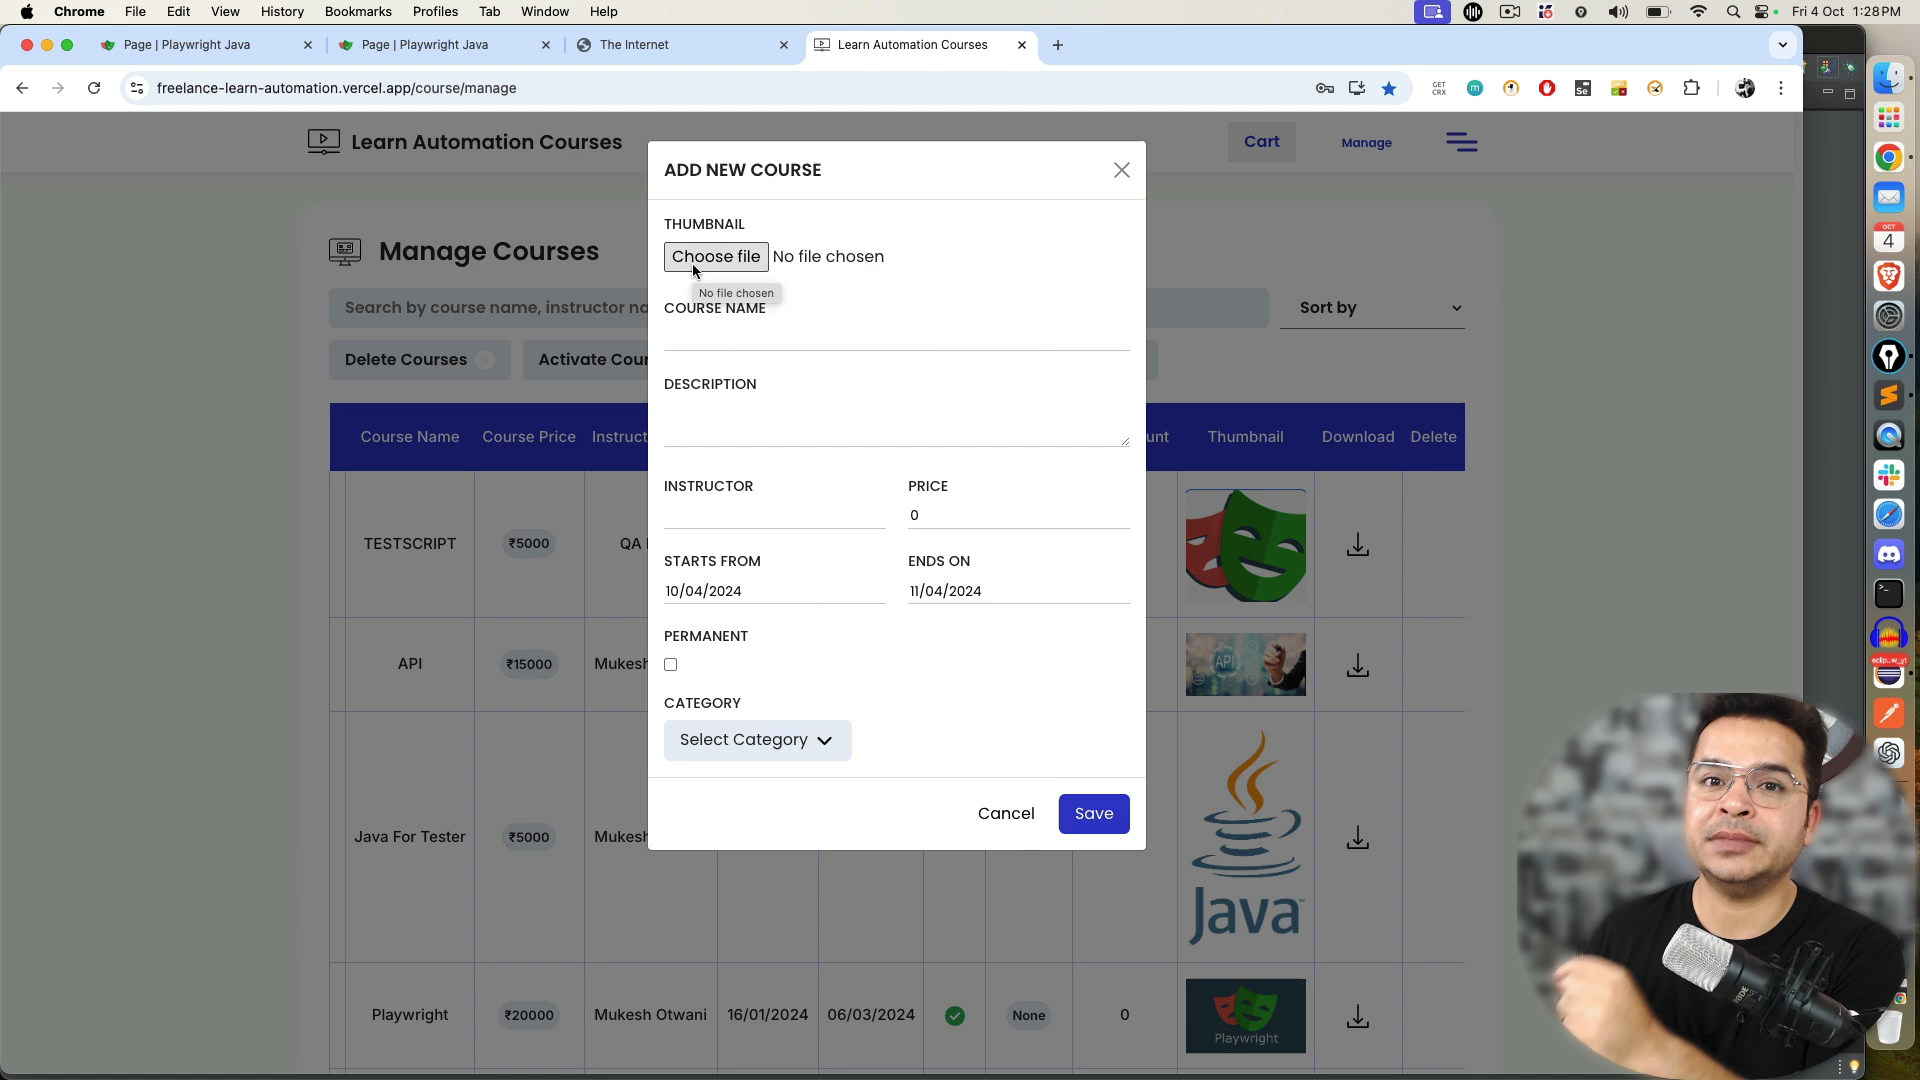 Chrome File Edit View History Bookmarks Profiles Tab Window Help Fri 4 Oct 1:28 PM
Page | Playwright Java Page | Playwright Java The Internet Learn Automation Courses
freelance-learn-automation.vercel.app/course/manage
GET CRX
Learn Automation Courses
Cart Manage
ADD NEW COURSE
THUMBNAIL
Choose file No file chosen
No file chosen
COURSE NAME
DESCRIPTION
INSTRUCTOR PRICE
0
STARTS FROM ENDS ON
10/04/2024 11/04/2024
PERMANENT
CATEGORY
Select Category
Cancel Save
Manage Courses
Search by course name, instructor na
Sort by
Delete Courses Activate Cour
Course Name Course Price Instruct unt Thumbnail Download Delete
TESTSCRIPT ₹5000 QA
API ₹15000 Mukesh API
Java For Tester ₹5000 Mukesh Java
Playwright ₹20000 Mukesh Otwani 16/01/2024 06/03/2024 None 0 Playwright
OCT
4